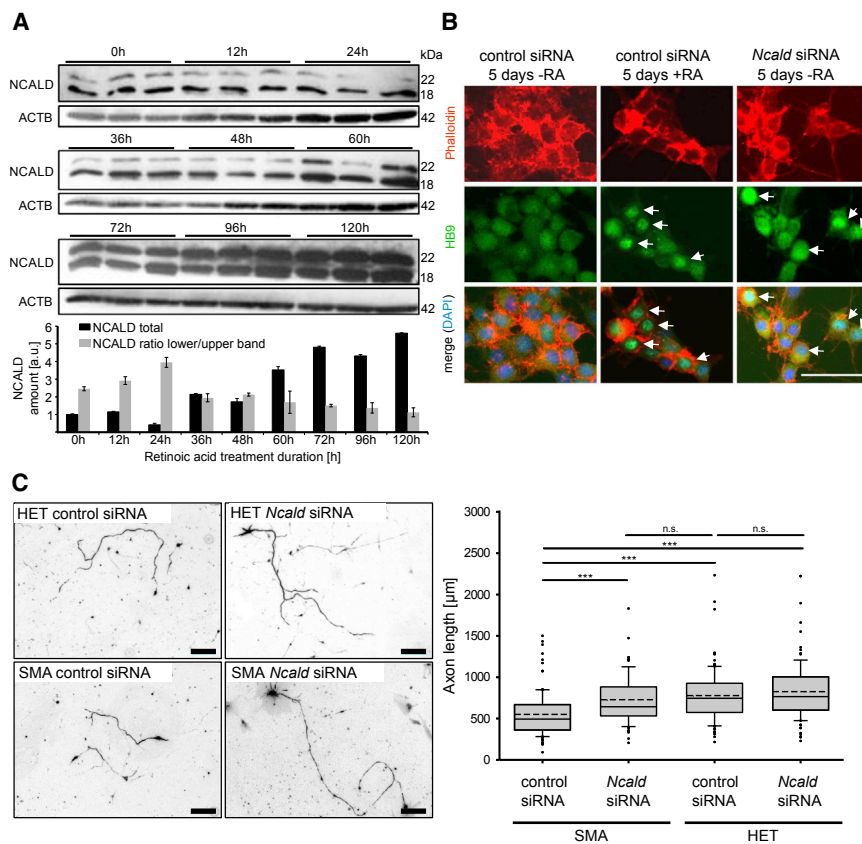 A
0h 12h 24h
kDa
NCALD
22
18
ACTB
42
36h 48h 60h
NCALD
22
18
ACTB
42
72h 96h 120h
NCALD
22
18
ACTB
42
NCALD total
NCALD ratio lower/upper band
NCALD
amount [a.u.]
5
4
3
2
1
0h 12h 24h 36h 48h 60h 72h 96h 120h
Retinoic acid treatment duration [h]
B
control siRNA
5 days -RA
control siRNA
5 days +RA
Ncald siRNA
5 days -RA
Phalloidin
HB9
merge (DAPI)
C
HET control siRNA
HET Ncald siRNA
SMA control siRNA
SMA Ncald siRNA
Axon length [µm]
3000
2500
2000
1500
1000
500
0
n.s. n.s.
***
***
***
control
siRNA
Ncald
siRNA
control
siRNA
Ncald
siRNA
SMA HET